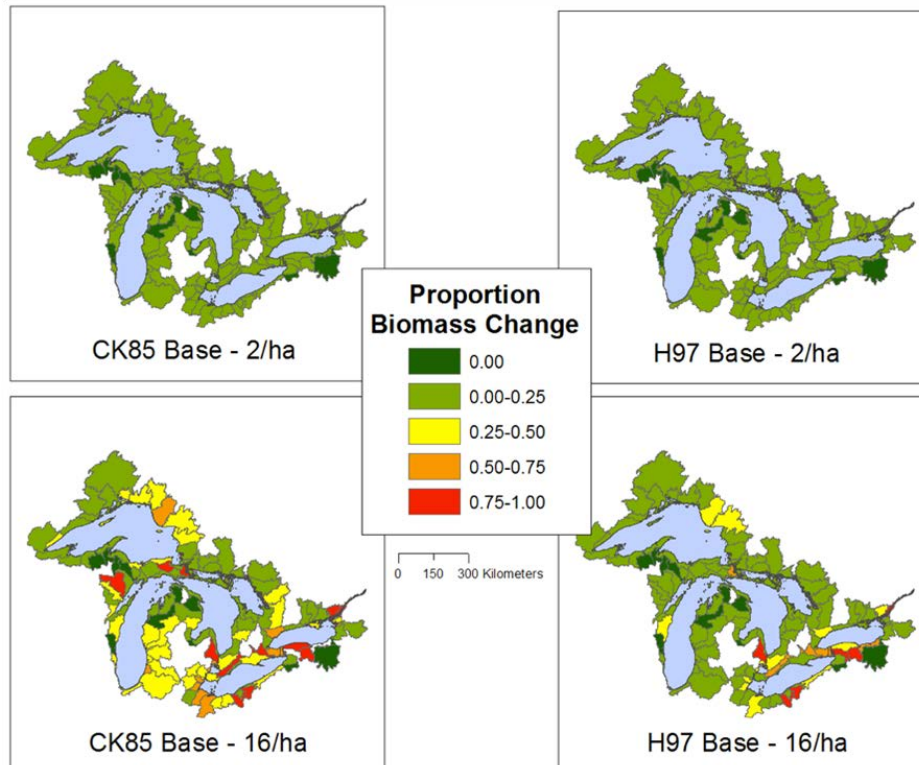 CK85 Base - 2/ha
H97 Base - 2/ha
Proportion
Biomass Change
0.00
0.00-0.25
0.25-0.50
0.50-0.75
0.75-1.00
0 150 300 Kilometers
CK85 Base - 16/ha
H97 Base - 16/ha